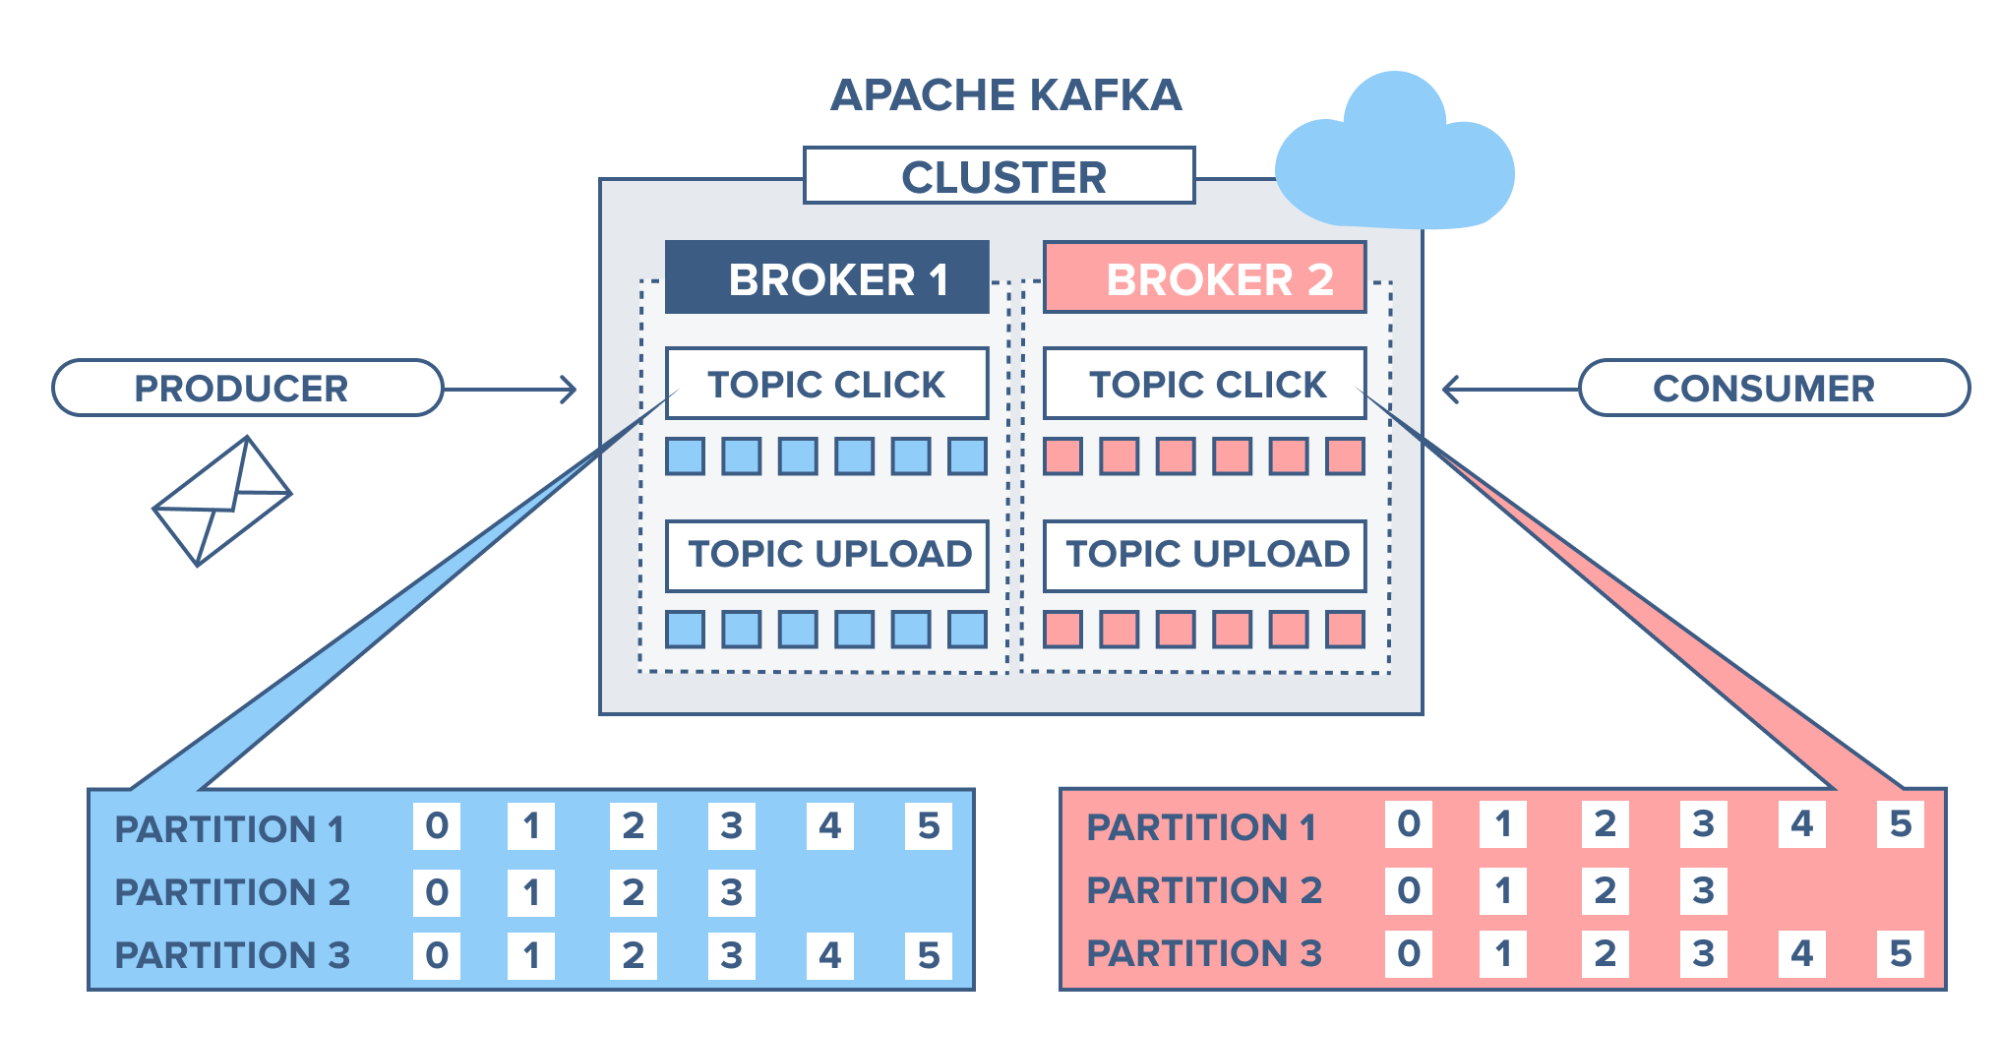 APACHE KAFKA
CLUSTER
BROKER 1
BROKER 2
PRODUCER
TOPIC CLICK
TOPIC CLICK
CONSUMER
TOPIC UPLOAD
TOPIC UPLOAD
PARTITION 1 0 1 2 3 4 5
PARTITION 2 0 1 2 3
PARTITION 3 0 1 2 3 4 5
PARTITION 1 0 1 2 3 4 5
PARTITION 2 0 1 2 3
PARTITION 3 0 1 2 3 4 5